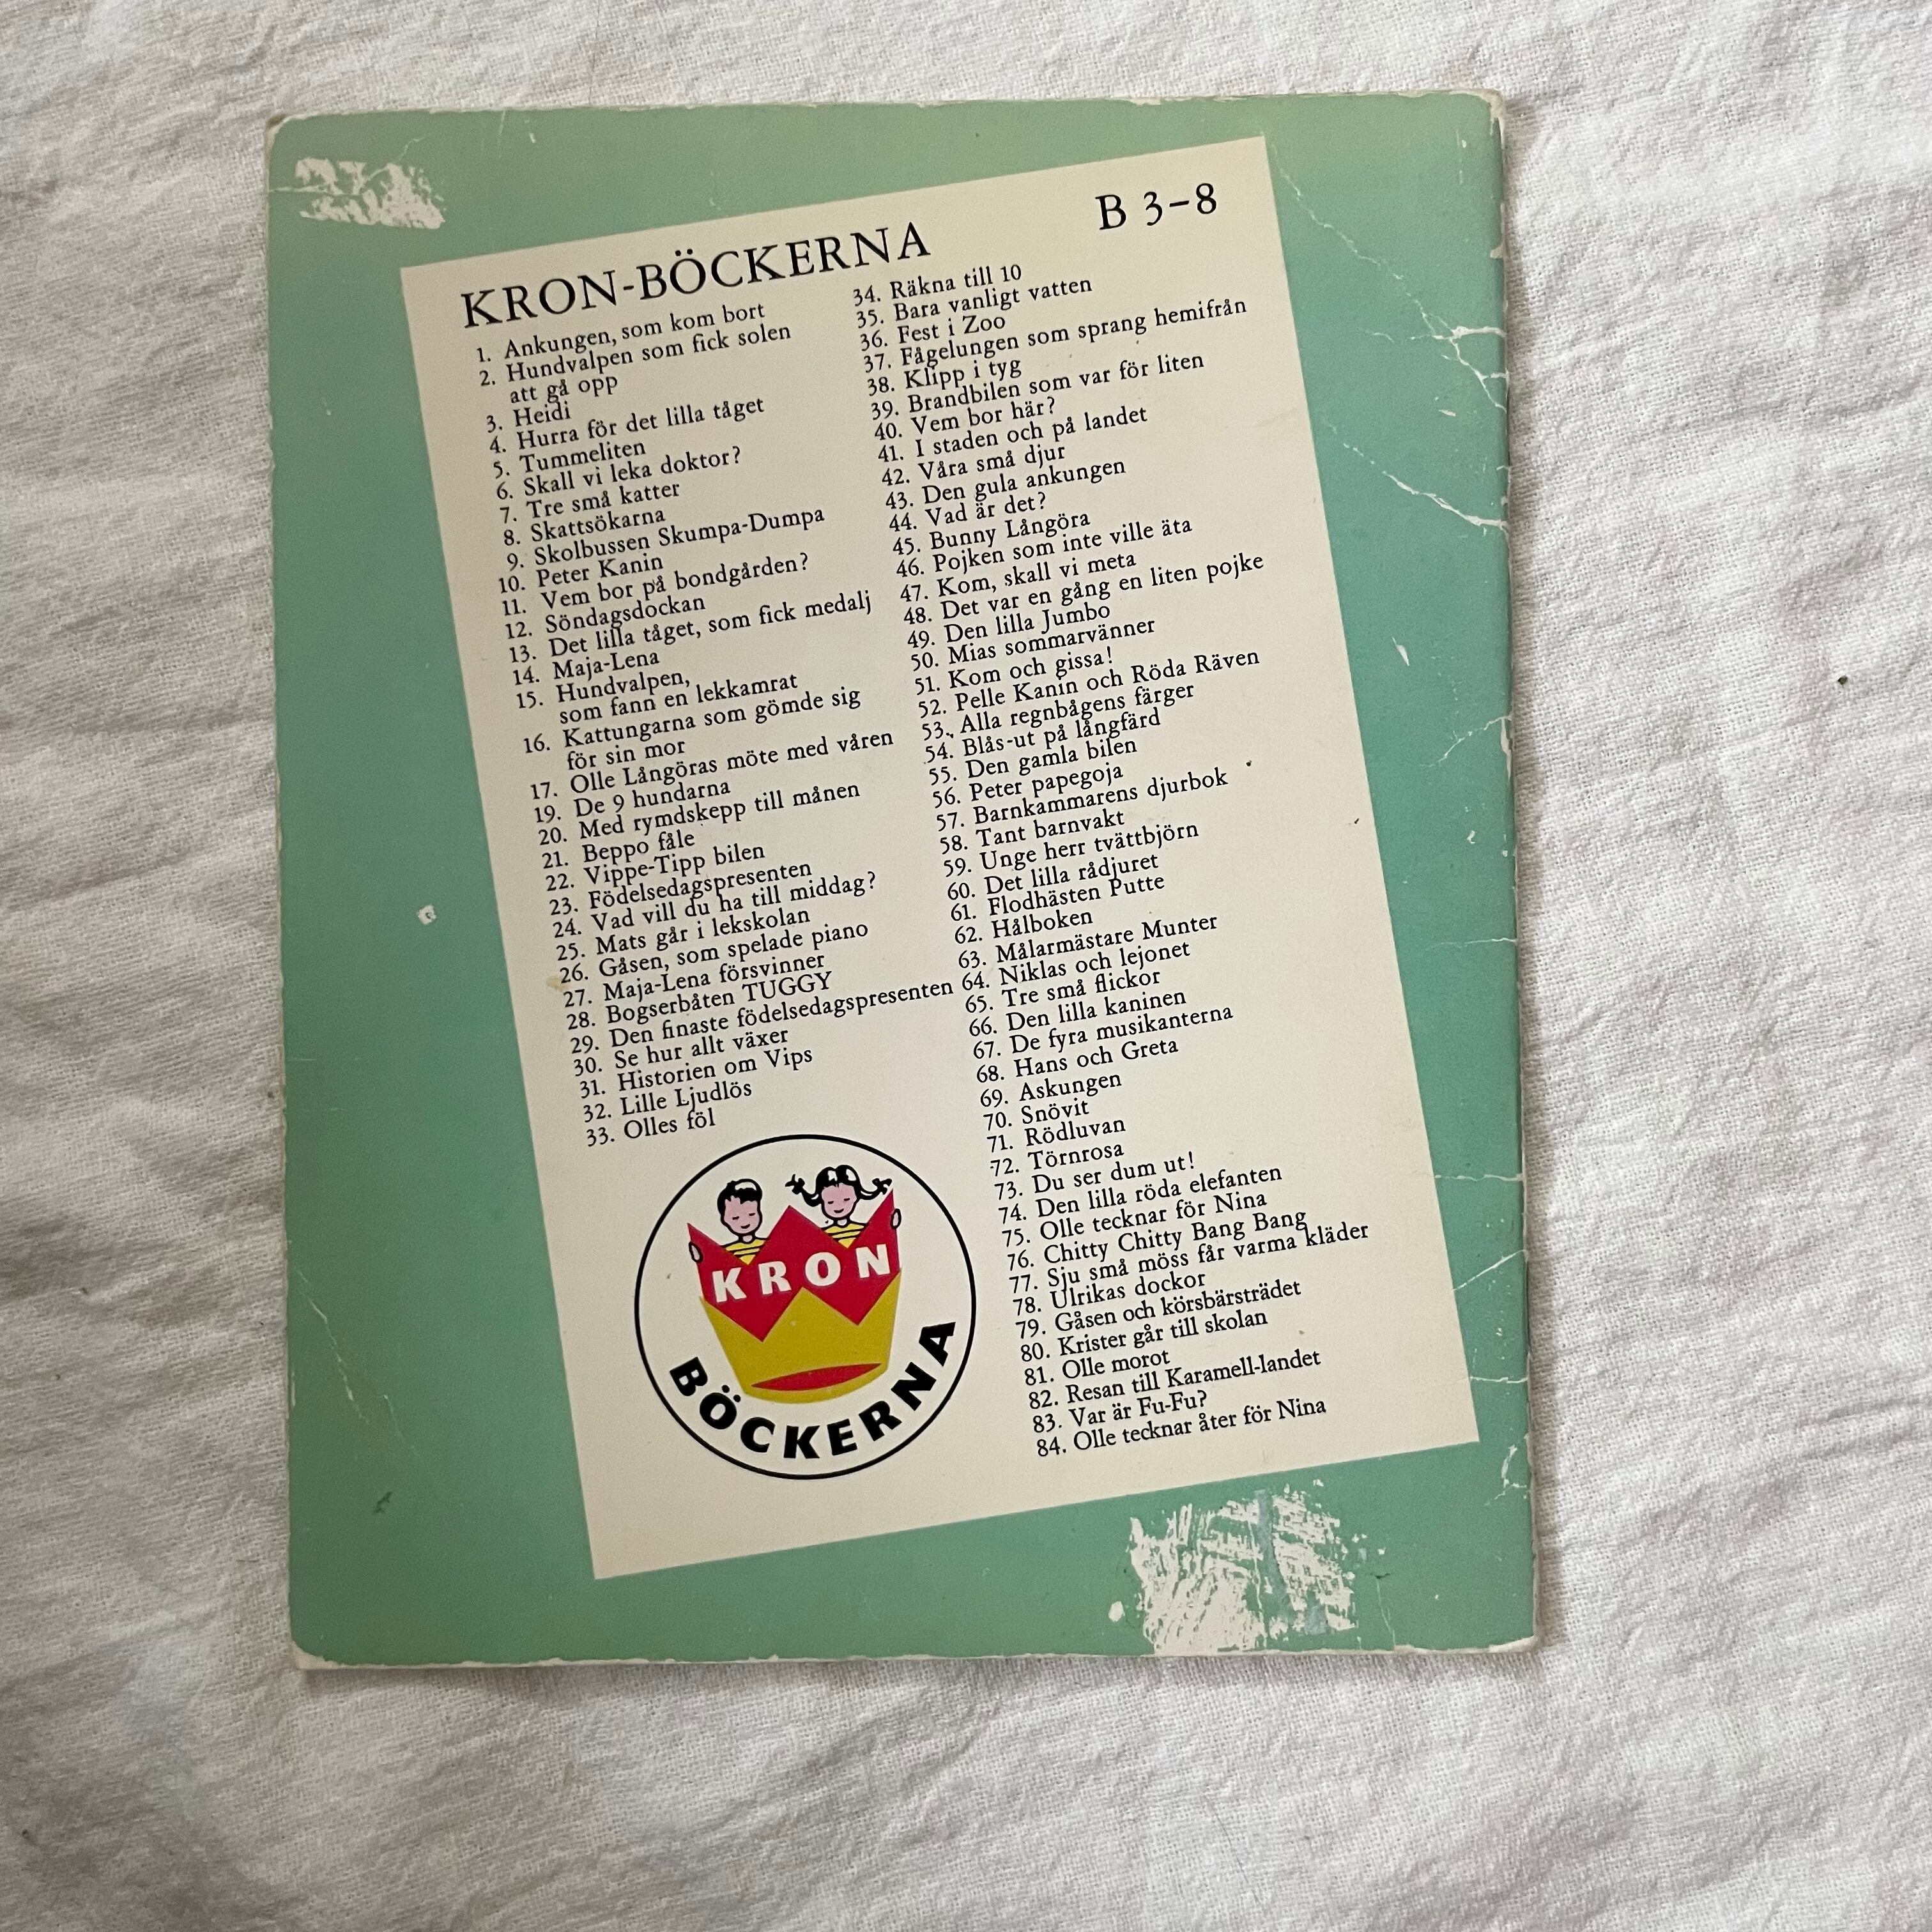 KRON-BÖCKERNA
B 3-8
1. Ankungen, som kom bort
2. Hundvalpen som fick solen
att gå opp
3. Heidi
4. Hurra för det lilla tåget
5. Tummeliten
6. Skall vi leka doktor?
7. Tre små katter
8. Skattsökarna
9. Skolbussen Skumpa-Dumpa
10. Peter Kanin
11. Vem bor på bondgården?
12. Söndagsdockan
13. Det lilla tåget, som fick medalj
14. Maja-Lena
15. Hundvalpen,
som fann en lekkamrat
16. Kattungarna som gömde sig
för sin mor
17. Olle Långöras möte med våren
19. De 9 hundarna
20. Med rymdskepp till månen
21. Beppo fåle
22. Vippe-Tipp bilen
23. Födelsedagspresenten
24. Vad vill du ha till middag?
25. Mats går i lekskolan
26. Gåsen, som spelade piano
27. Maja-Lena försvinner
28. Bogserbåten TUGGY
29. Den finaste födelsedagspresenten
30. Se hur allt växer
31. Historien om Vips
32. Lille Ljudlös
33. Olles föl
34. Räkna till 10
35. Bara vanligt vatten
36. Fest i Zoo
37. Fågelungen som sprang hemifrån
38. Klipp i tyg
39. Brandbilen som var för liten
40. Vem bor här?
41. I staden och på landet
42. Våra små djur
43. Den gula ankungen
44. Vad är det?
45. Bunny Långöra
46. Pojken som inte ville äta
47. Kom, skall vi meta
48. Det var en gång en liten pojke
49. Den lilla Jumbo
50. Mias sommarvänner
51. Kom och gissa!
52. Pelle Kanin och Röda Räven
53. Alla regnbågens färger
54. Blås-ut på långfärd
55. Den gamla bilen
56. Peter papegoja
57. Barnkammarens djurbok
58. Tant barnvakt
59. Unge herr tvättbjörn
60. Det lilla rådjuret
61. Flodhästen Putte
62. Hålboken
63. Målarmästare Munter
64. Niklas och lejonet
65. Tre små flickor
66. Den lilla kaninen
67. De fyra musikanterna
68. Hans och Greta
69. Askungen
70. Snövit
71. Rödluvan
72. Törnrosa
73. Du ser dum ut!
74. Den lilla röda elefanten
75. Olle tecknar för Nina
76. Chitty Chitty Bang Bang
77. Sju små möss får varma kläder
78. Ulrikas dockor
79. Gåsen och körsbärsträdet
80. Krister går till skolan
81. Olle morot
82. Resan till Karamell-landet
83. Var är Fu-Fu?
84. Olle tecknar åter för Nina
KRON
BÖCKERNA